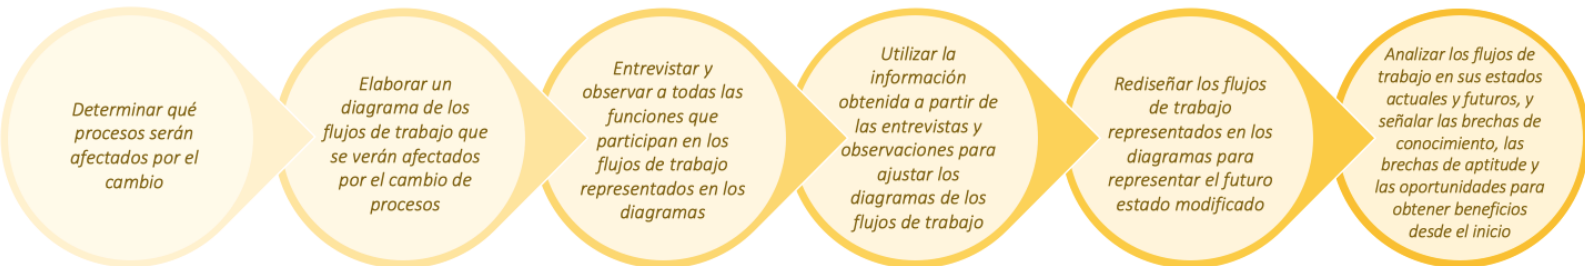 Determinar qué
procesos serán
afectados por el
cambio
Elaborar un
diagrama de los
flujos de trabajo que
se verán afectados
por el cambio de
procesos
Entrevistar y
observar a todas las
funciones que
participan en los
flujos de trabajo
representados en los
diagramas
Utilizar la
información
obtenida a partir de
las entrevistas y
observaciones para
ajustar los
diagramas de los
flujos de trabajo
Rediseñar los flujos
de trabajo
representados en los
diagramas para
representar el futuro
estado modificado
Analizar los flujos de
trabajo en sus estados
actuales y futuros, y
señalar las brechas de
conocimiento, las
brechas de aptitude y
las oportunidades para
obtener beneficios
desde el inicio